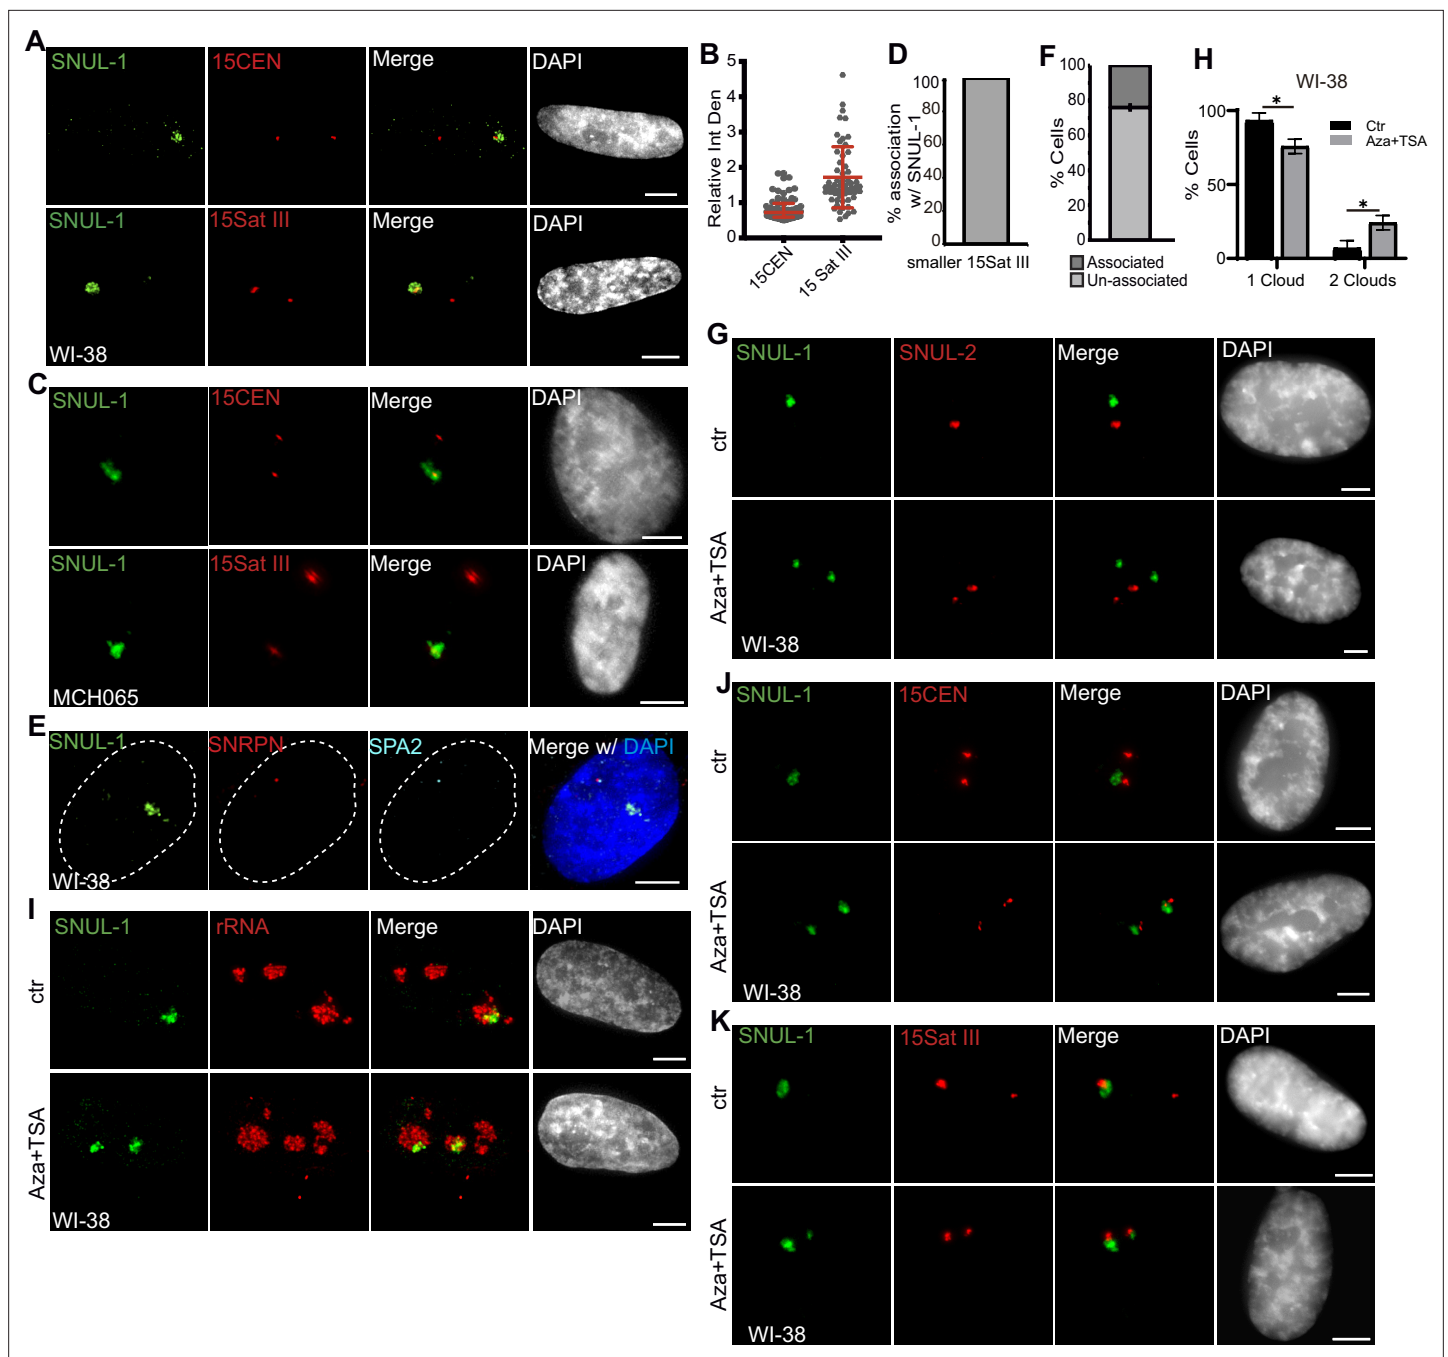 A
SNUL-1
15CEN
Merge
DAPI
SNUL-1
15Sat III
Merge
DAPI
WI-38
B
Relative Int Den
5
4
3
2
1
0
15CEN
15 Sat III
D
% association
w/ SNUL-1
100
80
60
40
20
0
smaller 15Sat III
F
% Cells
100
80
60
40
20
0
Associated
Un-associated
H
WI-38
% Cells
100
50
0
*
*
Ctr
Aza+TSA
1 Cloud
2 Clouds
C
SNUL-1
15CEN
Merge
DAPI
SNUL-1
15Sat III
Merge
DAPI
MCH065
E
SNUL-1
SNRPN
SPA2
Merge w/ DAPI
WI-38
I
SNUL-1
rRNA
Merge
DAPI
ctr
Aza+TSA
WI-38
G
SNUL-1
SNUL-2
Merge
DAPI
ctr
Aza+TSA
WI-38
J
SNUL-1
15CEN
Merge
DAPI
ctr
Aza+TSA
WI-38
K
SNUL-1
15Sat III
Merge
DAPI
ctr
Aza+TSA
WI-38